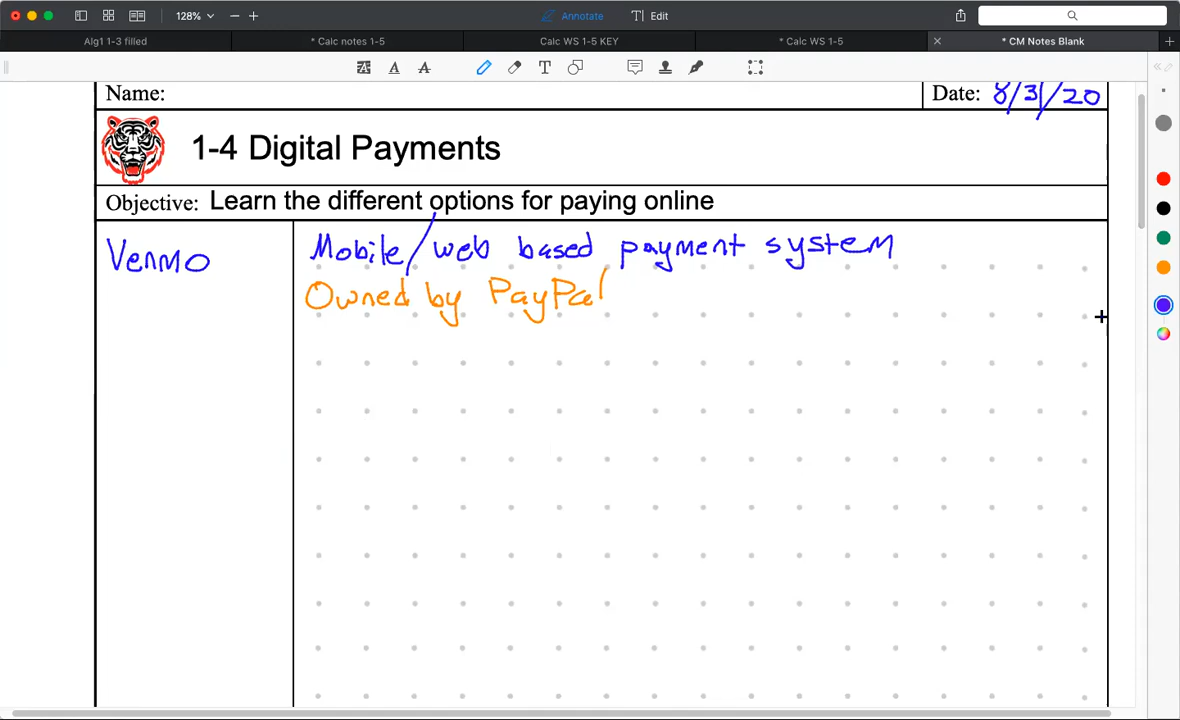 128%
Annotate
Edit
Alg1 1-3 filled
* Calc notes 1-5
Calc WS 1-5 KEY
* Calc WS 1-5
* CM Notes Blank
Name:
Date: 8/31/20
1-4 Digital Payments
Objective: Learn the different options for paying online
Venmo
Mobile/web based payment system
Owned by PayPal